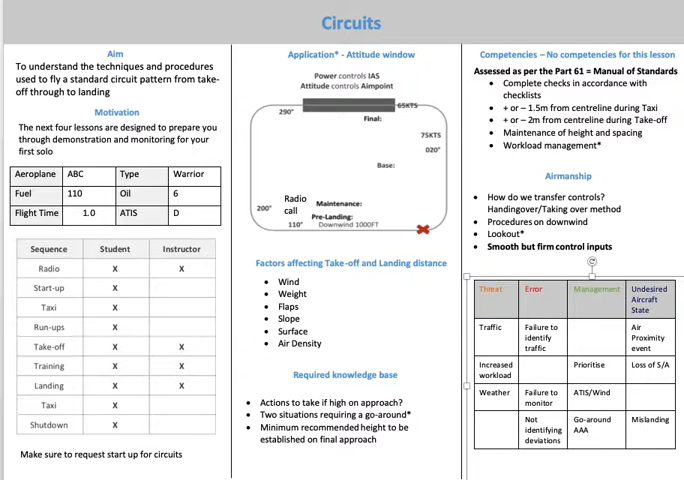 Circuits
Aim
To understand the techniques and procedures
used to fly a standard circuit pattern from take-
off through to landing
Motivation
The next four lessons are designed to prepare you
through demonstration and monitoring for your
first solo
Aeroplane ABC Type Warrior
Fuel 110 Oil 6
Flight Time 1.0 ATIS D
Sequence Student Instructor
Radio X X
Start-up X
Taxi X
Run-ups X
Take-off X X
Training X X
Landing X X
Taxi X
Shutdown X
Make sure to request start up for circuits
Application* - Attitude window
Power controls IAS
Attitude controls Aimpoint
65KTS
290°
Final:
75KTS
020°
Base:
Radio
call
200°
Maintenance:
Pre-Landing:
110° Downwind 1000FT
Factors affecting Take-off and Landing distance
• Wind
• Weight
• Flaps
• Slope
• Surface
• Air Density
Required knowledge base
• Actions to take if high on approach?
• Two situations requiring a go-around*
• Minimum recommended height to be
established on final approach
Competencies – No competencies for this lesson
Assessed as per the Part 61 = Manual of Standards
• Complete checks in accordance with
checklists
• + or – 1.5m from centreline during Taxi
• + or – 2m from centreline during Take-off
• Maintenance of height and spacing
• Workload management*
Airmanship
• How do we transfer controls?
Handingover/Taking over method
• Procedures on downwind
• Lookout*
• Smooth but firm control inputs
Threat Error Management Undesired
Aircraft
State
Traffic Failure to Air
identify Proximity
traffic event
Increased Prioritise Loss of S/A
workload
Weather Failure to ATIS/Wind
monitor
Not Go-around Mislanding
identifying AAA
deviations